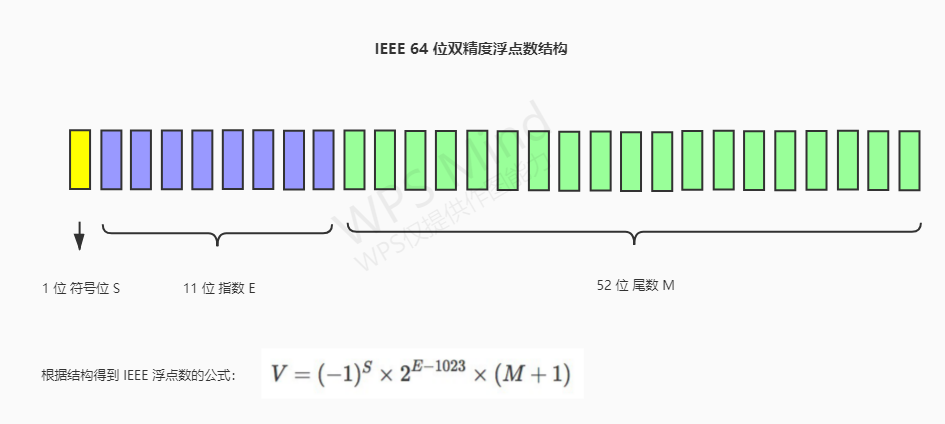 IEEE 64 位双精度浮点数结构
WPS Mind
WPS仅提供作图能力
1 位 符号位 S
11 位 指数 E
52 位 尾数 M
根据结构得到 IEEE 浮点数的公式：
V = (−1)^S × 2^{E−1023} × (M + 1)